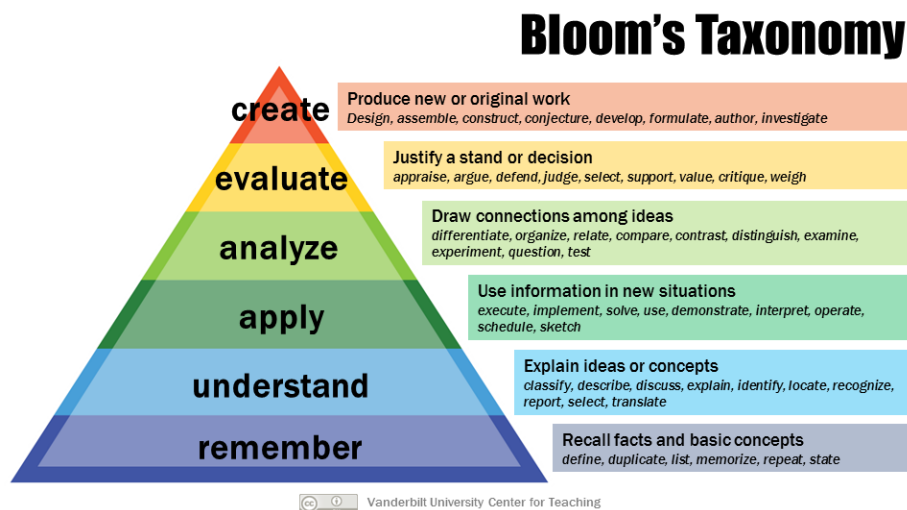 Bloom's Taxonomy
create
Produce new or original work
Design, assemble, construct, conjecture, develop, formulate, author, investigate
evaluate
Justify a stand or decision
appraise, argue, defend, judge, select, support, value, critique, weigh
analyze
Draw connections among ideas
differentiate, organize, relate, compare, contrast, distinguish, examine,
experiment, question, test
apply
Use information in new situations
execute, implement, solve, use, demonstrate, interpret, operate,
schedule, sketch
understand
Explain ideas or concepts
classify, describe, discuss, explain, identify, locate, recognize,
report, select, translate
remember
Recall facts and basic concepts
define, duplicate, list, memorize, repeat, state
cc Vanderbilt University Center for Teaching